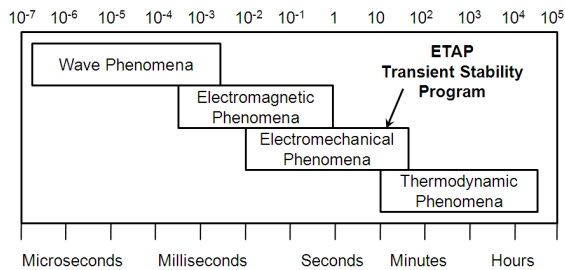 10-7 10-6 10-5 10-4 10-3 10-2 10-1 1 10 102 103 104 105
ETAP
Transient Stability
Program
Wave Phenomena
Electromagnetic
Phenomena
Electromechanical
Phenomena
Thermodynamic
Phenomena
Microseconds Milliseconds Seconds Minutes Hours